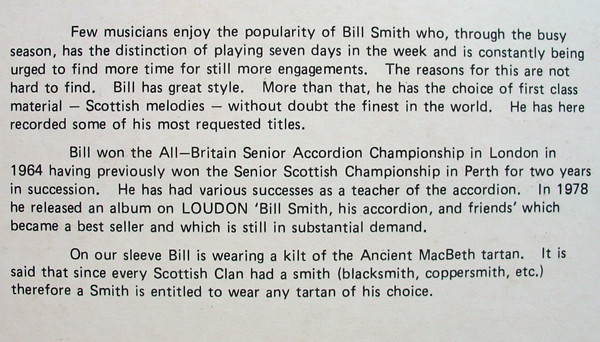 Few musicians enjoy the popularity of Bill Smith who, through the busy
season, has the distinction of playing seven days in the week and is constantly being
urged to find more time for still more engagements. The reasons for this are not
hard to find. Bill has great style. More than that, he has the choice of first class
material — Scottish melodies — without doubt the finest in the world. He has here
recorded some of his most requested titles.
Bill won the All—Britain Senior Accordion Championship in London in
1964 having previously won the Senior Scottish Championship in Perth for two years
in succession. He has had various successes as a teacher of the accordion. In 1978
he released an album on LOUDON 'Bill Smith, his accordion, and friends' which
became a best seller and which is still in substantial demand.
On our sleeve Bill is wearing a kilt of the Ancient MacBeth tartan. It is
said that since every Scottish Clan had a smith (blacksmith, coppersmith, etc.)
therefore a Smith is entitled to wear any tartan of his choice.